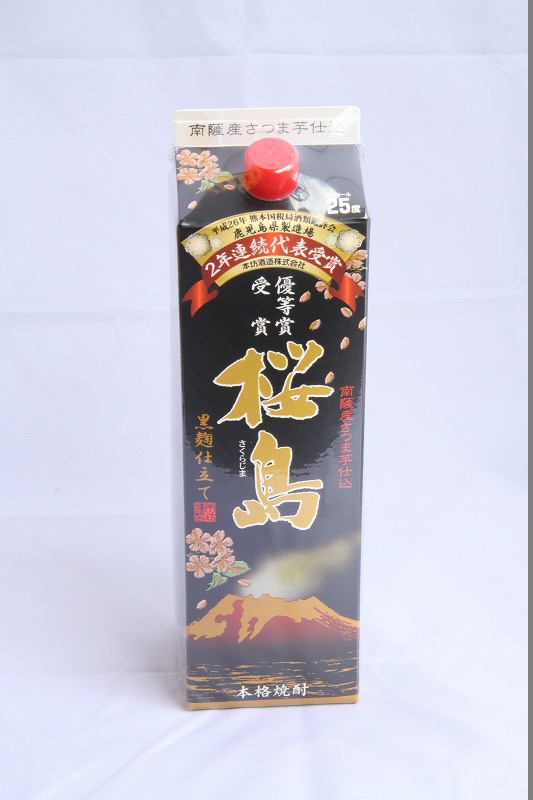 南薩産さつま芋仕込
25度
平成26年 熊本国税局酒類鑑評会
鹿児島県製造場
2年連続代表受賞
本坊酒造株式会社
優等賞
受賞
桜島
さくらじま
南薩産さつま芋仕込
黒麹仕立て
本格焼酎